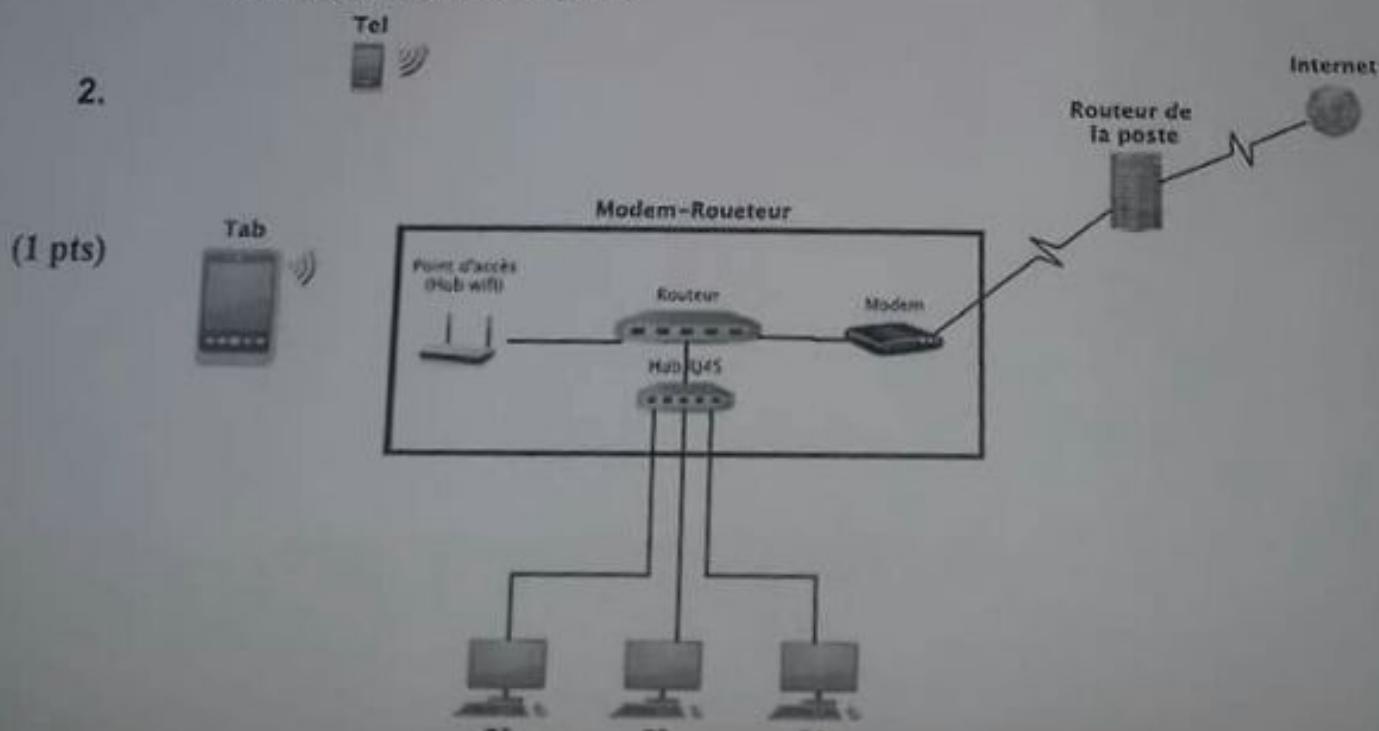 Tel
2.
Internet
Routeur de
la poste
Modem-Roueteur
Tab
(1 pts)
Point d'accès
(Hub wifi)
Routeur
Modem
Hub RJ45